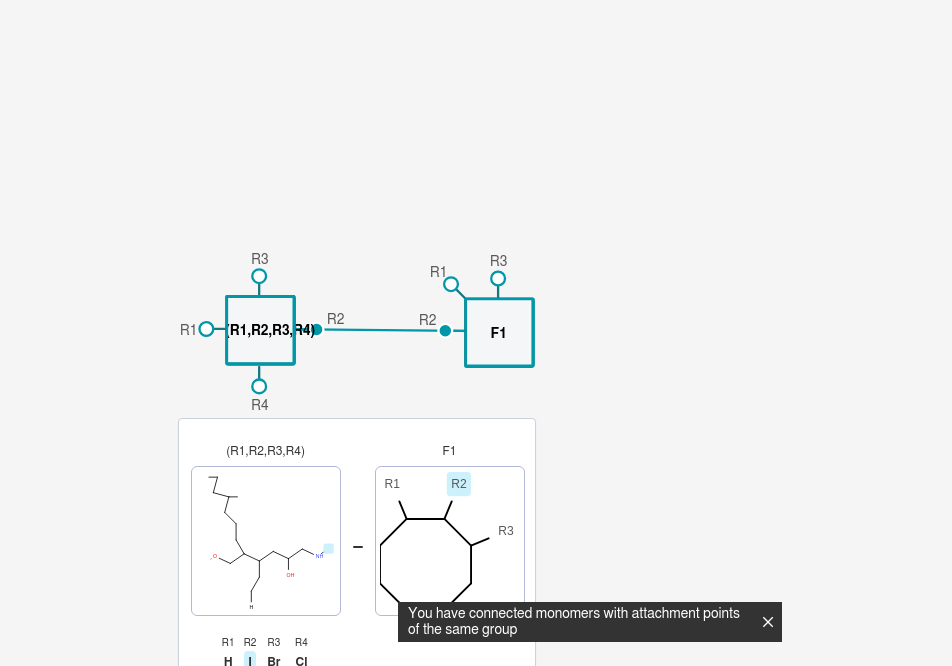 R3
R1
R3
R1
(R1,R2,R3,R4)
R2
R2
F1
R4
(R1,R2,R3,R4)
F1
R1
R2
R3
OH
NH
H
You have connected monomers with attachment points
of the same group
R1 R2 R3 R4
H I Br Cl